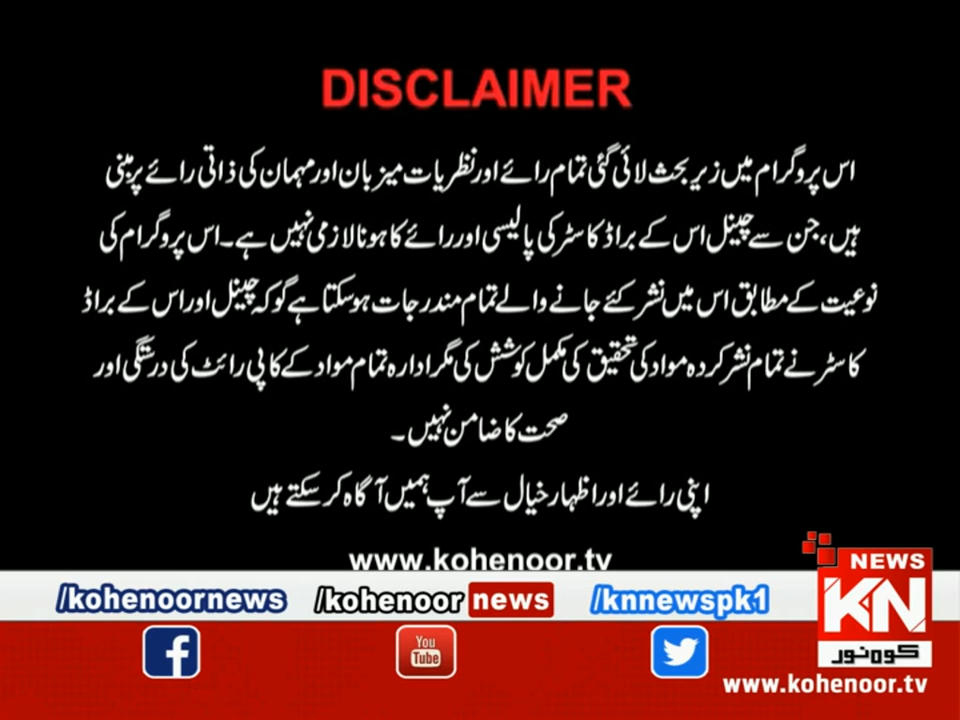 DISCLAIMER
اس پروگرام میں زیر بحث لائی گئی تمام رائے اور نظریات میزبان اور مہمان کی ذاتی رائے پر مبنی
ہیں، جن سے چینل اس کے براڈ کاسٹر کی پالیسی اور رائے کا ہونا لازمی نہیں ہے۔ اس پروگرام کی
نوعیت کے مطابق اس میں نشر کئے جانے والے تمام مندرجات ہو سکتا ہے گو کہ چینل اور اس کے براڈ
کاسٹر نے تمام نشر کردہ مواد کی تحقیق کی مکمل کوشش کی مگر ادارہ تمام مواد کے کاپی رائٹ کی درستگی اور
صحت کا ضامن نہیں۔
اپنی رائے اور اظہار خیال سے آپ ہمیں آگاہ کر سکتے ہیں
www.kohenoor.tv
/kohenoornews /kohenoor news /knnewspk1
You Tube
NEWS
KN
کوہ نور
www.kohenoor.tv